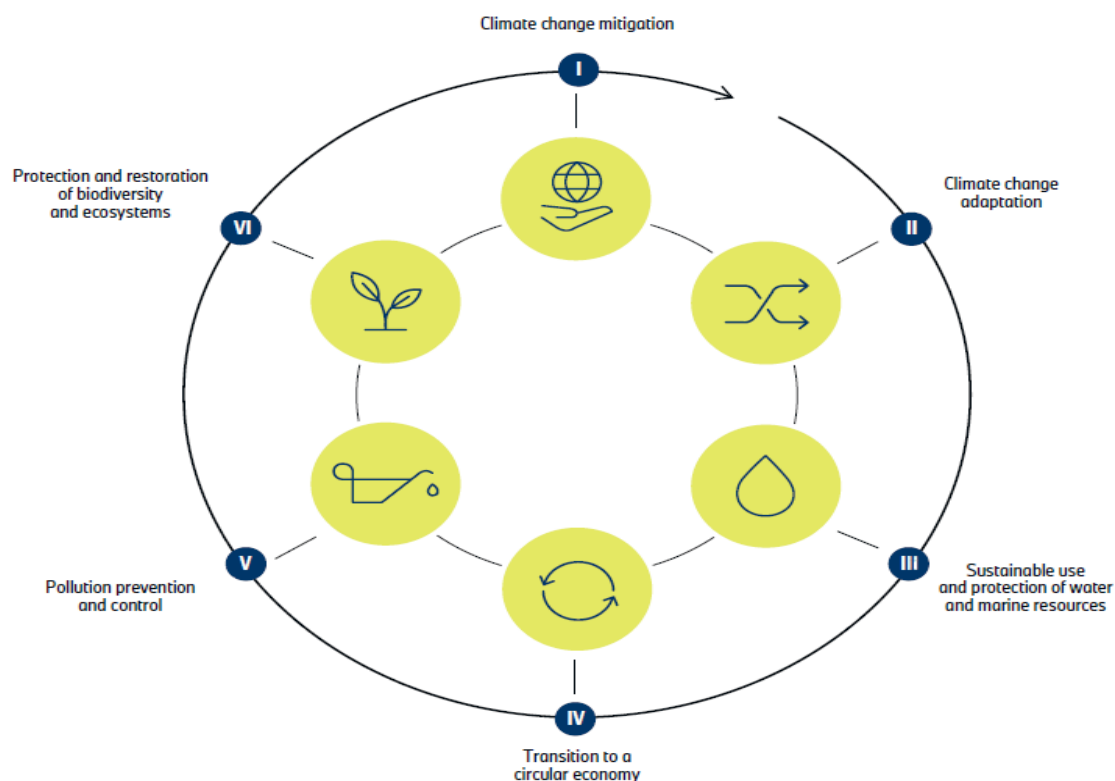 Climate change mitigation
I
Climate change
adaptation
II
III
Sustainable use
and protection of water
and marine resources
IV
Transition to a
circular economy
V
Pollution prevention
and control
Protection and restoration
of biodiversity
and ecosystems
VI